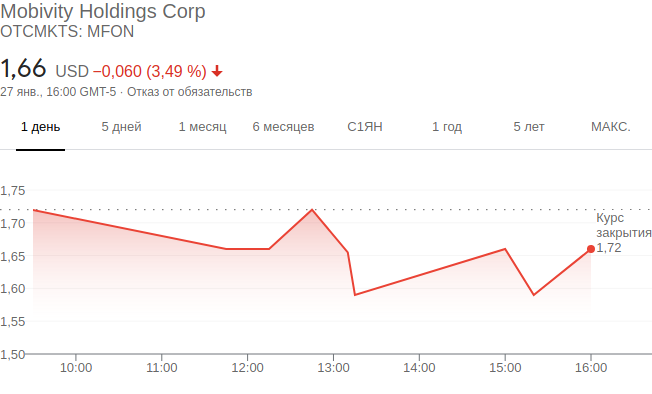 Mobivity Holdings Corp
OTCMKTS: MFON
1,66 USD −0,060 (3,49 %)
27 янв., 16:00 GMT-5 · Отказ от обязательств
1 день 5 дней 1 месяц 6 месяцев С1ЯН 1 год 5 лет МАКС.
1,75
1,70
1,65
1,60
1,55
1,50
Курс
закрытия
1,72
10:00 11:00 12:00 13:00 14:00 15:00 16:00